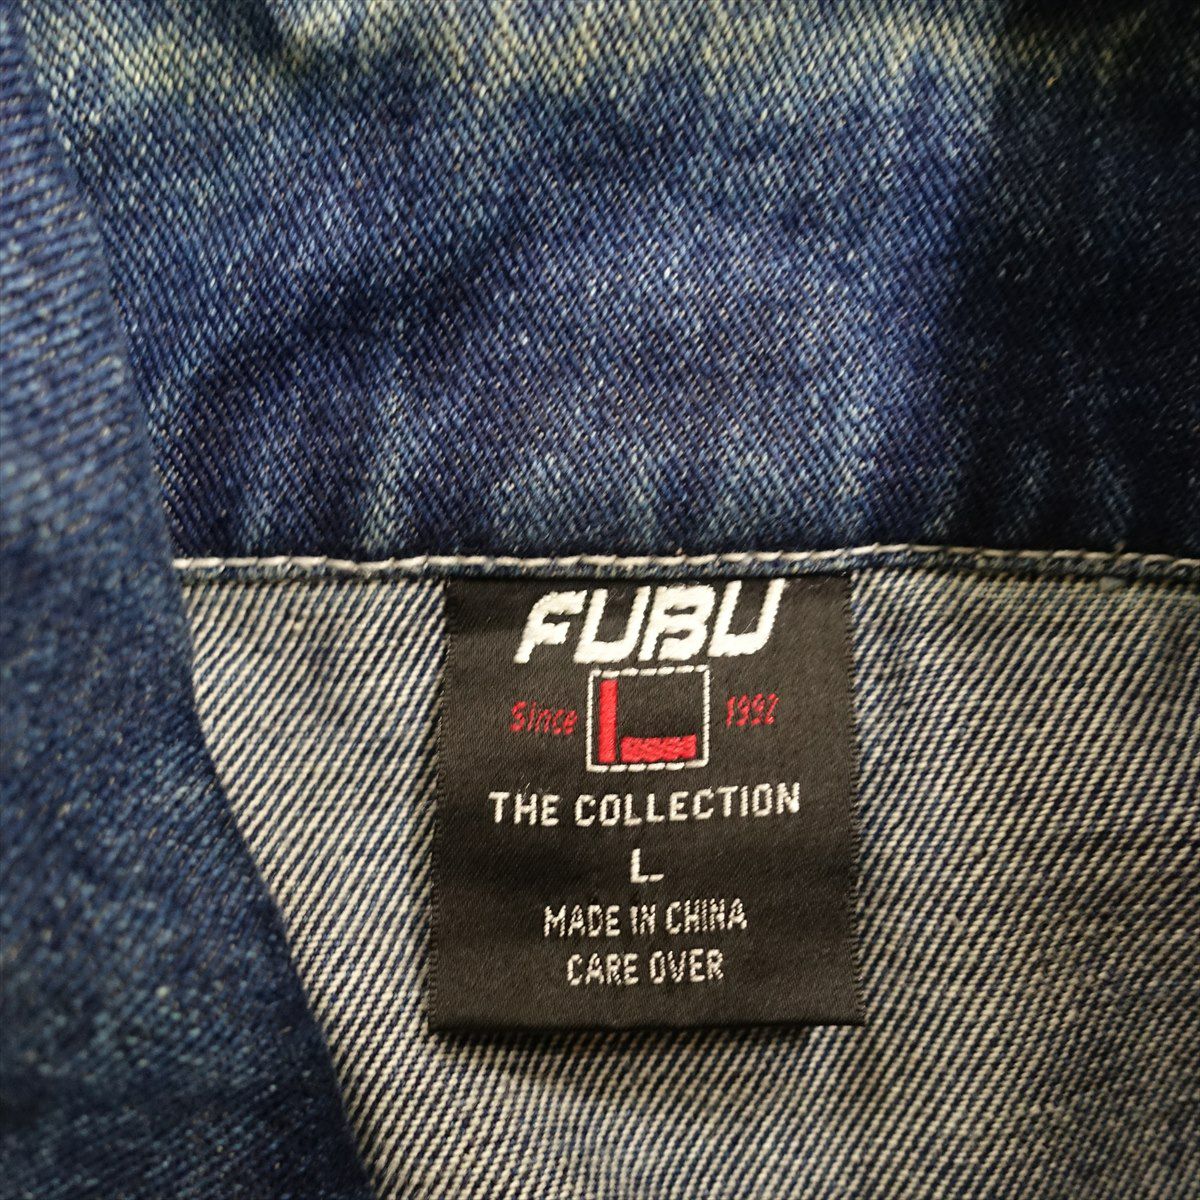 FUBU
Since L 1992
THE COLLECTION
L
MADE IN CHINA
CARE OVER